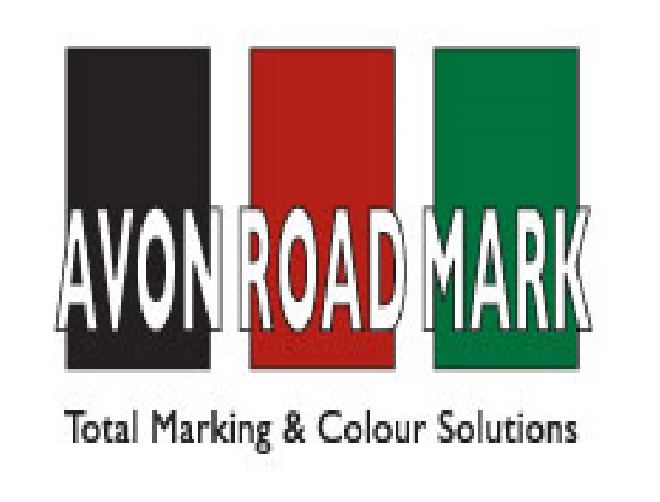 AVON ROAD MARK
Total Marking & Colour Solutions